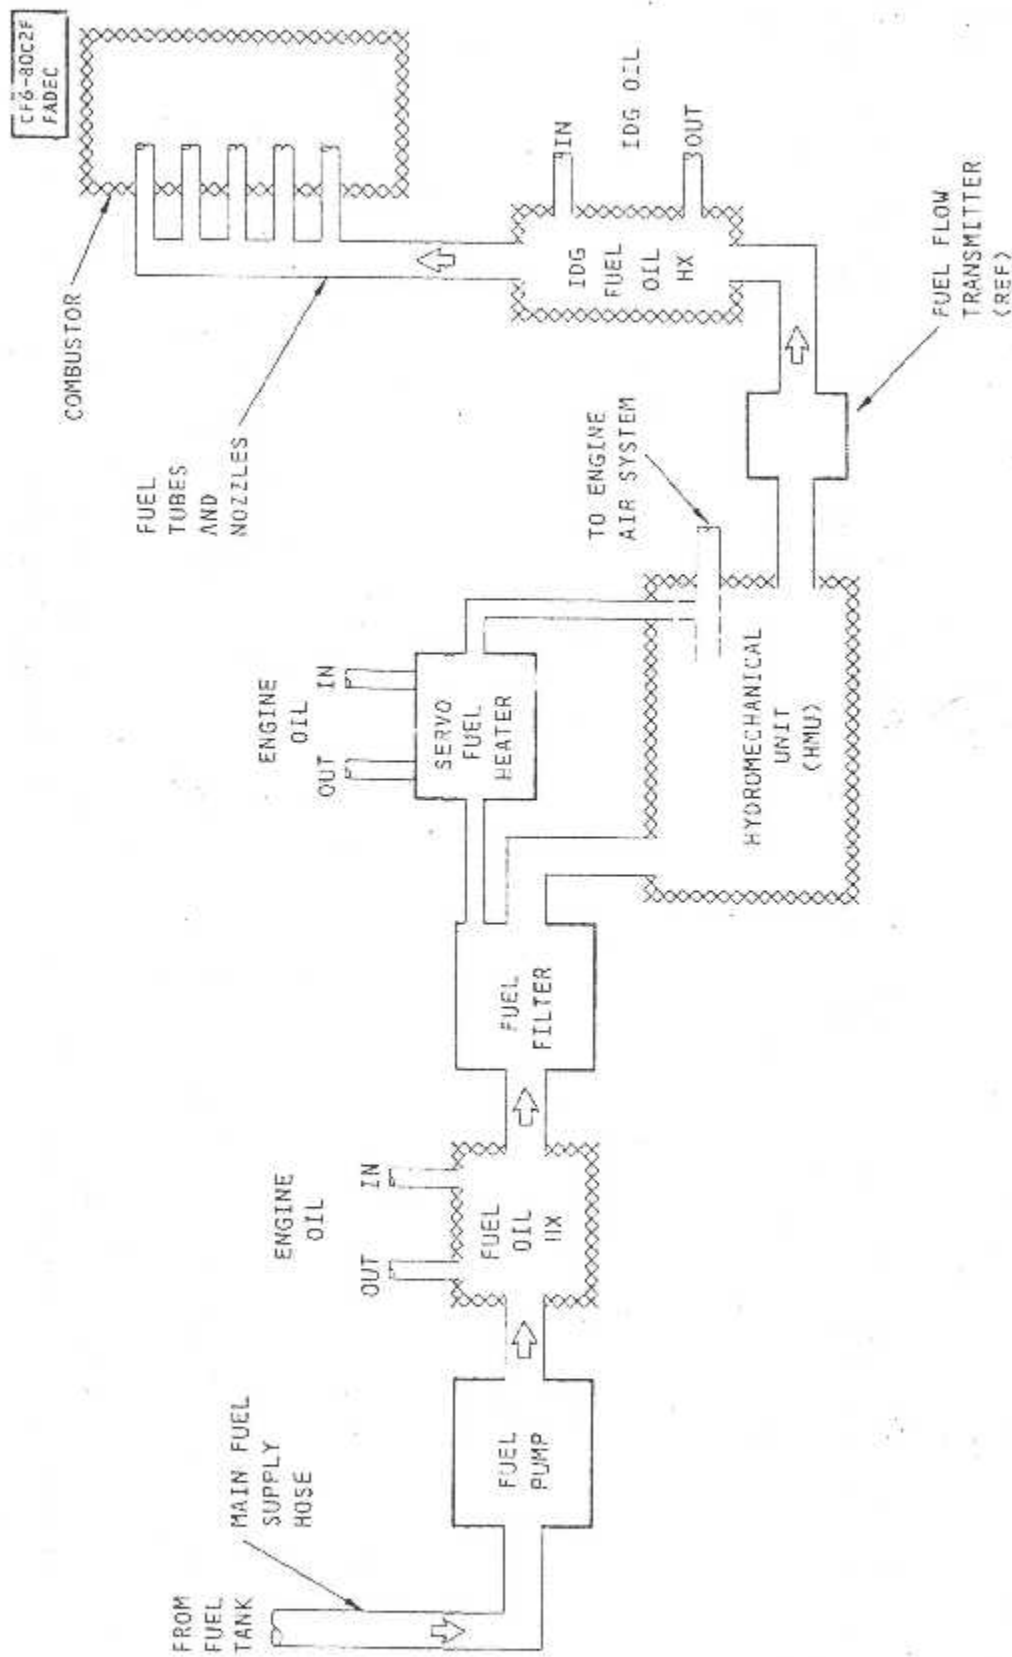 CF6-80C2F
FADEC
FROM
FUEL
TANK
MAIN FUEL
SUPPLY
HOSE
FUEL
PUMP
ENGINE
OIL
OUT
IN
FUEL
OIL
HX
FUEL
FILTER
ENGINE
OIL
OUT
IN
SERVO
FUEL
HEATER
HYDROMECHANICAL
UNIT
(HMU)
TO ENGINE
AIR SYSTEM
FUEL FLOW
TRANSMITTER
(REF)
IDG
FUEL
OIL
HX
IN
IDG OIL
OUT
FUEL
TUBES
AND
NOZZLES
COMBUSTOR